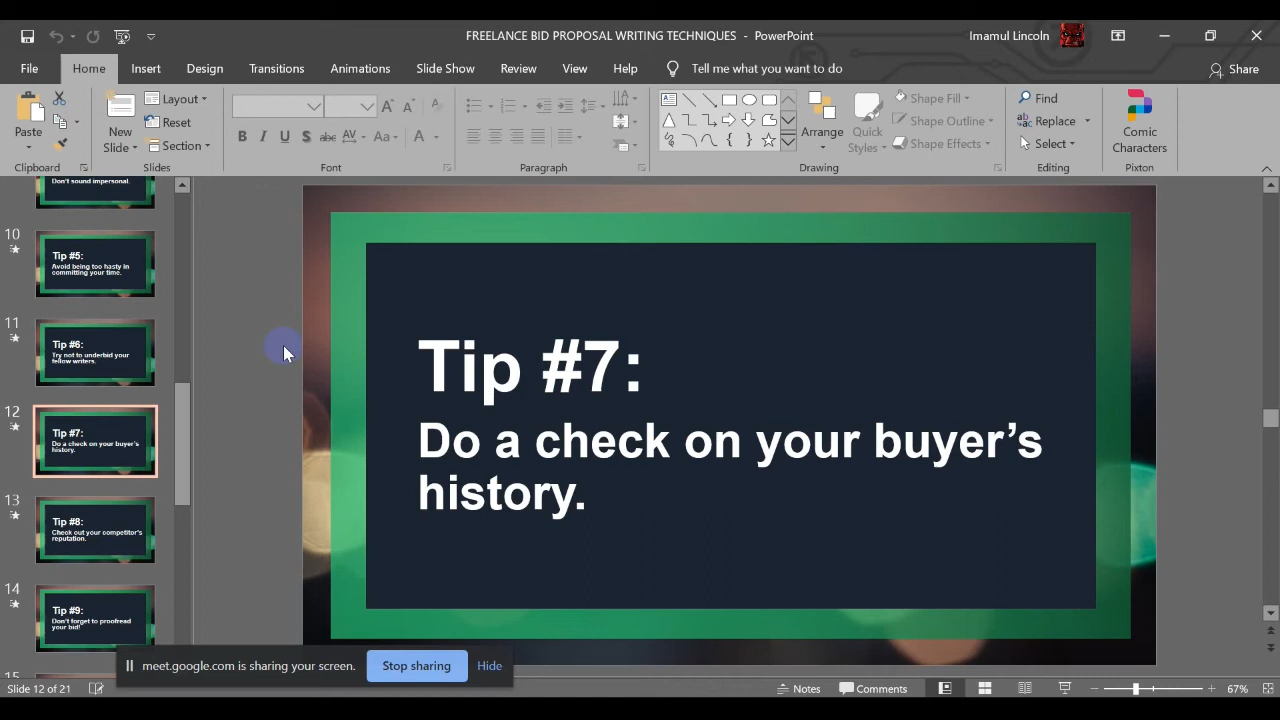 FREELANCE BID PROPOSAL WRITING TECHNIQUES - PowerPoint
Imamul Lincoln
File Home Insert Design Transitions Animations Slide Show Review View Help Tell me what you want to do Share
Paste
New Slide
Layout
Reset
Section
B I U S abc AV Aa A
Arrange
Quick Styles
Shape Fill
Shape Outline
Shape Effects
Find
Replace
Select
Comic Characters
Clipboard Slides Font Paragraph Drawing Editing Pixton
Don't sound impersonal.
10
Tip #5:
Avoid being too hasty in
committing your time.
11
Tip #6:
Try not to underbid your
fellow writers.
12
Tip #7:
Do a check on your buyer's
history.
13
Tip #8:
Check out your competitor's
reputation.
14
Tip #9:
Don't forget to proofread
your bid!
Tip #7:
Do a check on your buyer’s
history.
meet.google.com is sharing your screen. Stop sharing Hide
Slide 12 of 21 Notes Comments 67%